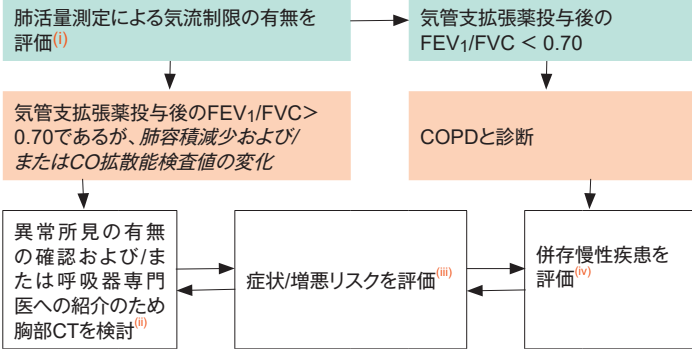 肺活量測定による気流制限の有無を
評価(i)
気管支拡張薬投与後の
FEV1/FVC < 0.70
気管支拡張薬投与後のFEV1/FVC>
0.70であるが、肺容積減少および/
またはCO拡散能検査値の変化
COPDと診断
異常所見の有無
の確認および/ま
たは呼吸器専門
医への紹介のため
胸部CTを検討(ii)
症状/増悪リスクを評価(iii)
併存慢性疾患を
評価(iv)